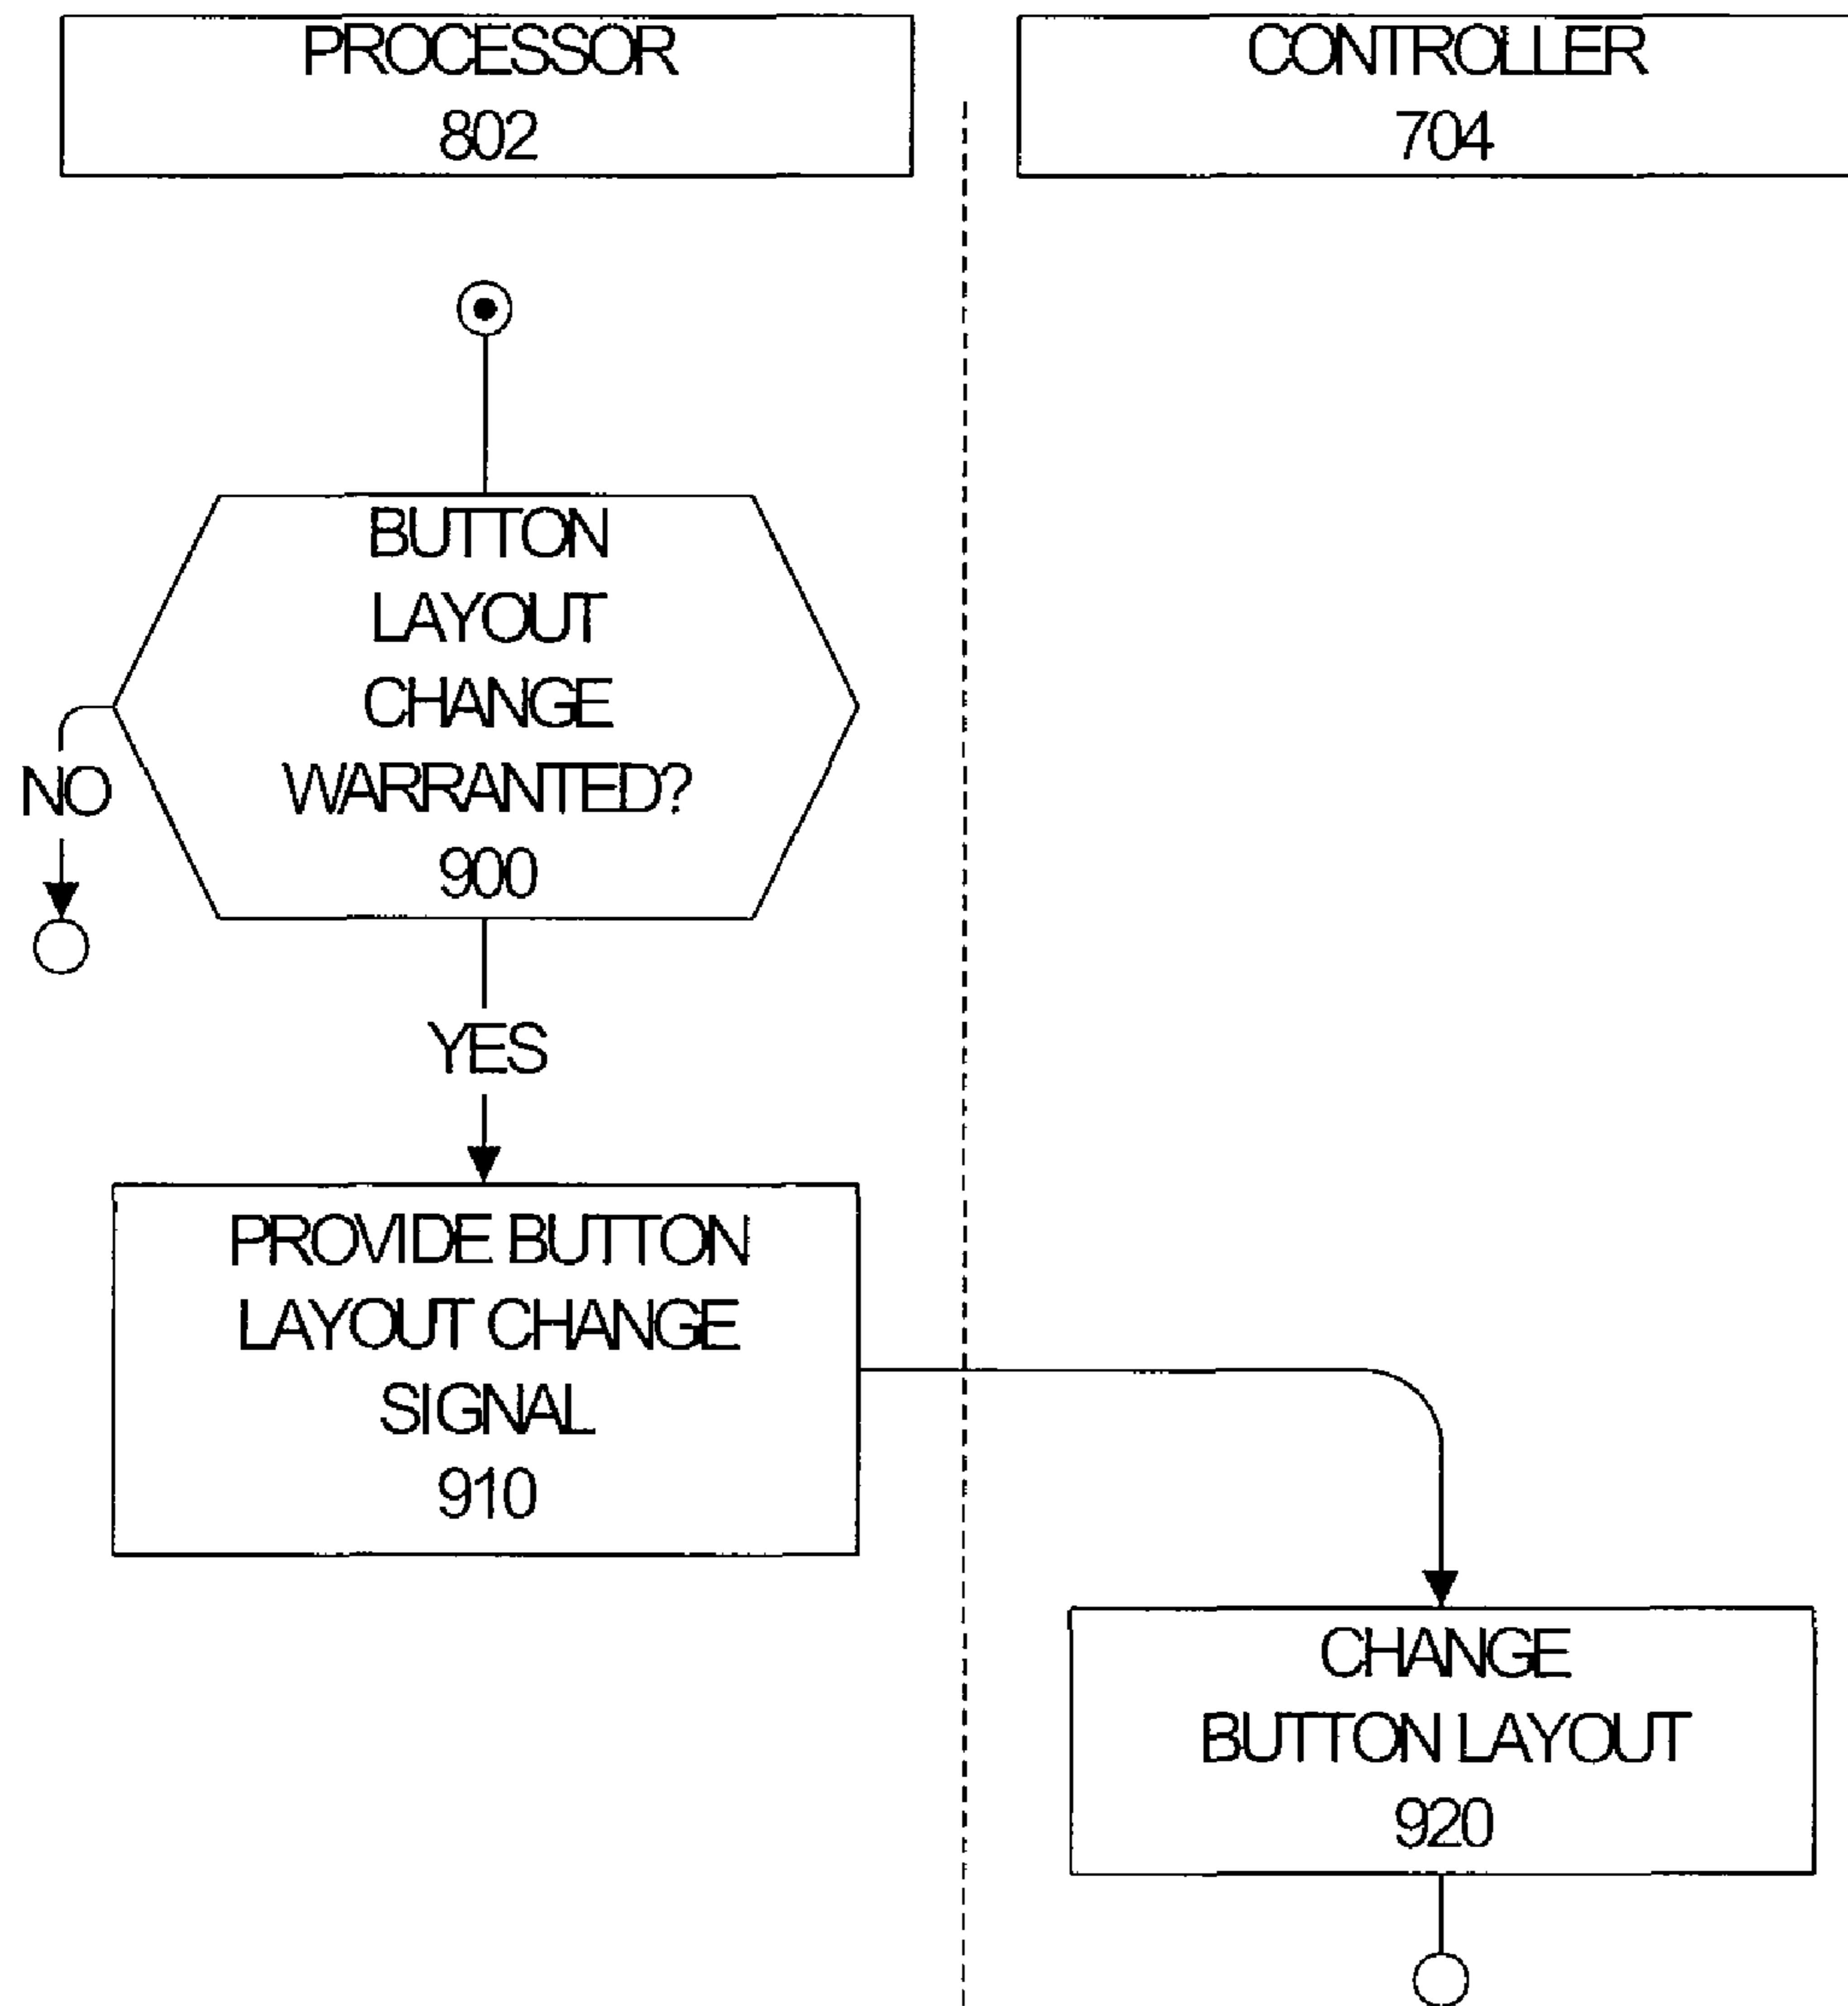 PROCESSOR
802
CONTROLLER
704
BUTTON
LAYOUT
CHANGE
WARRANTED?
900
NO
YES
PROVIDE BUTTON
LAYOUT CHANGE
SIGNAL
910
CHANGE
BUTTON LAYOUT
920